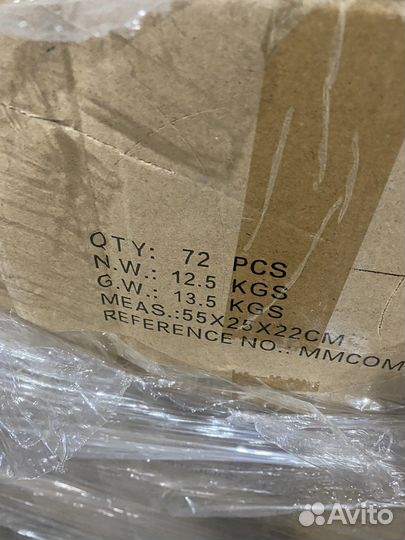 QTY: 72 PCS
N.W.: 12.5 KGS
G.W.: 13.5 KGS
MEAS.:55X25X22CM
REFERENCE NO.: MMCOM
Avito